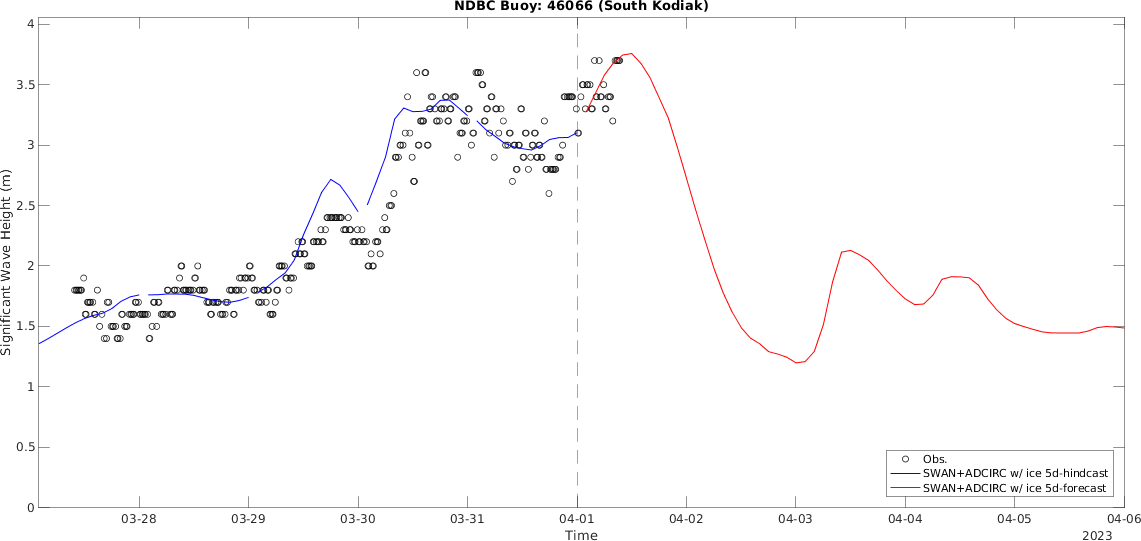 NDBC Buoy: 46066 (South Kodiak)
4
3.5
3
2.5
2
1.5
1
0.5
0
Significant Wave Height (m)
03-28 03-29 03-30 03-31 04-01 04-02 04-03 04-04 04-05 04-06
Time
2023
Obs.
SWAN+ADCIRC w/ ice 5d-hindcast
SWAN+ADCIRC w/ ice 5d-forecast